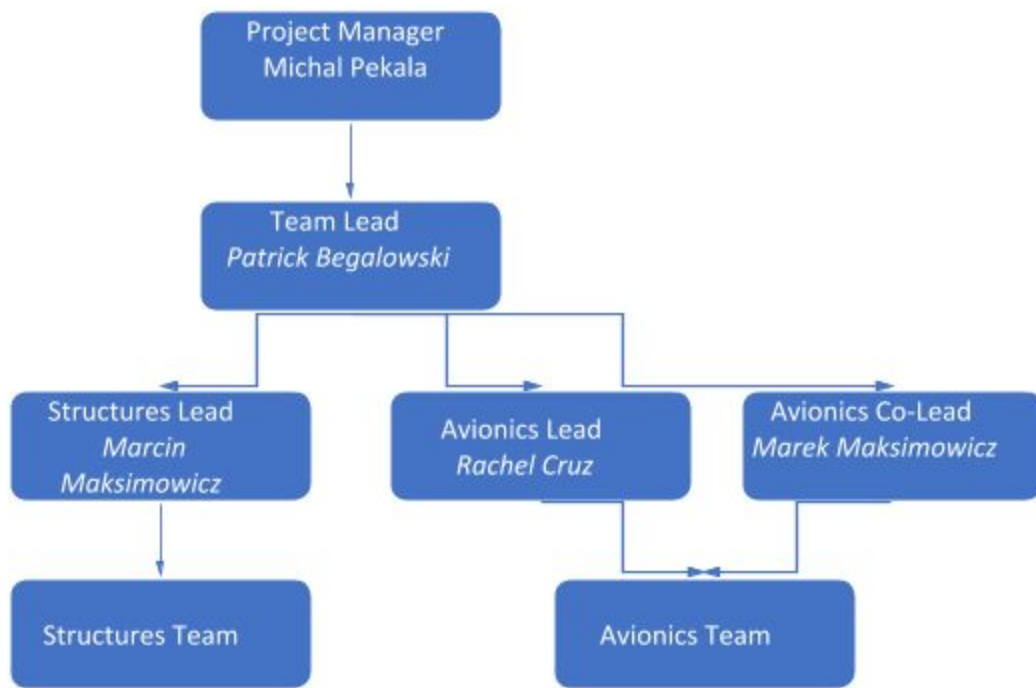 Project Manager
Michal Pekala
Team Lead
Patrick Begalowski
Structures Lead
Marcin
Maksimowicz
Avionics Lead
Rachel Cruz
Avionics Co-Lead
Marek Maksimowicz
Structures Team
Avionics Team